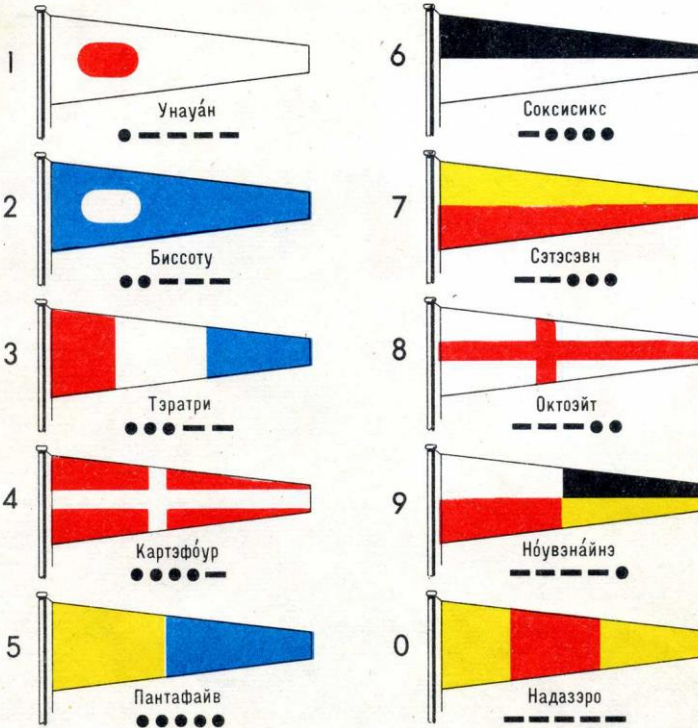 1
Унауа́н
2
Биссоту
3
Тэратри
4
Картэфо́ур
5
Пантафайв
6
Соксисикс
7
Сэтэсэвн
8
Октоэйт
9
Но́увэна́йнэ
0
Надазэро